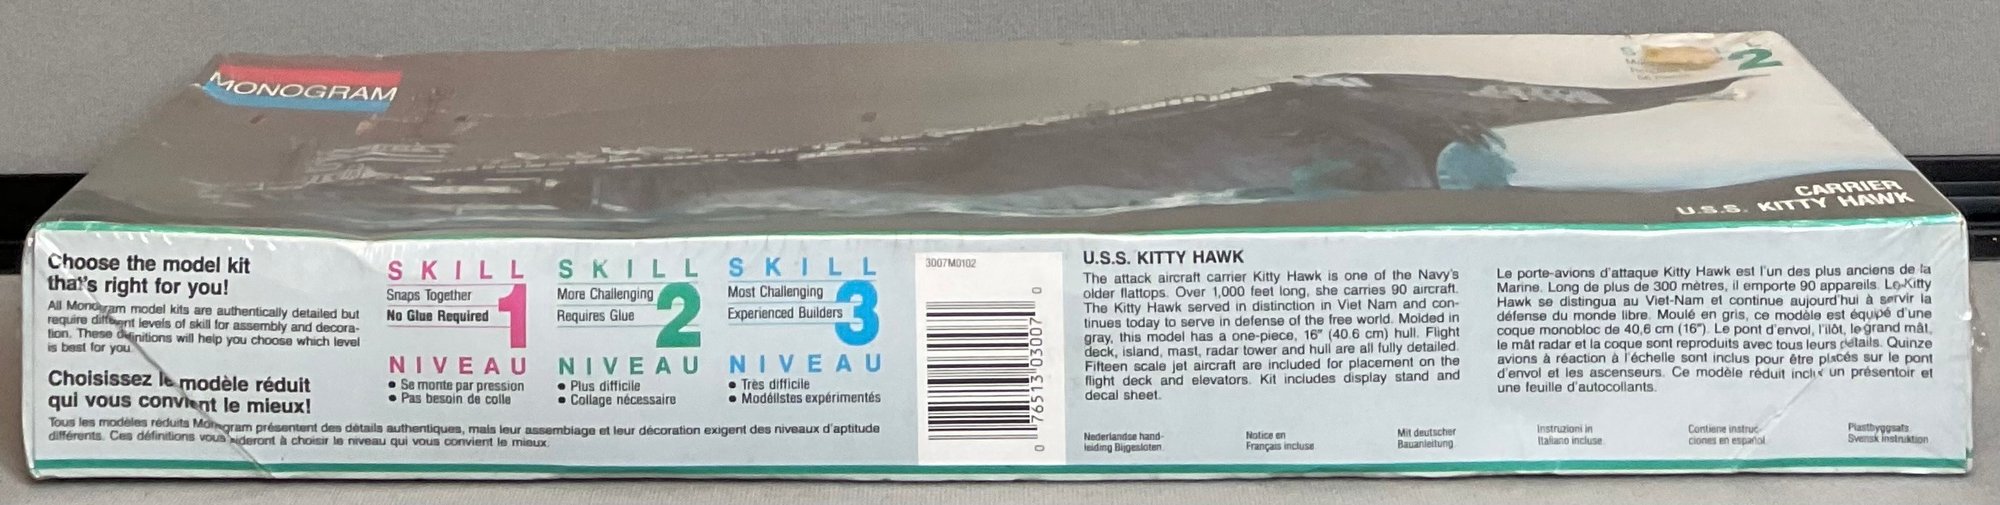 MONOGRAM
2
CARRIER
U.S.S. KITTY HAWK
Choose the model kit
that's right for you!
All Monogram model kits are authentically detailed but
require different levels of skill for assembly and decora-
tion. These definitions will help you choose which level
is best for you.
Choisissez le modèle réduit
qui vous convient le mieux!
Tous les modèles réduits Monogram présentent des détails authentiques, mais leur assemblage et leur décoration exigent des niveaux d'aptitude
différents. Ces définitions vous aideront à choisir le niveau qui vous convient le mieux.
SKILL
Snaps Together
No Glue Required
1
NIVEAU
• Se monte par pression
• Pas besoin de colle
SKILL
More Challenging
Requires Glue
2
NIVEAU
• Plus difficile
• Collage nécessaire
SKILL
Most Challenging
Experienced Builders
3
NIVEAU
• Très difficile
• Modélistes expérimentés
3007M0102
0 76513 03007 0
U.S.S. KITTY HAWK
The attack aircraft carrier Kitty Hawk is one of the Navy's
older flattops. Over 1,000 feet long, she carries 90 aircraft.
The Kitty Hawk served in distinction in Viet Nam and con-
tinues today to serve in defense of the free world. Molded in
gray, this model has a one-piece, 16" (40.6 cm) hull. Flight
deck, island, mast, radar tower and hull are all fully detailed.
Fifteen scale jet aircraft are included for placement on the
flight deck and elevators. Kit includes display stand and
decal sheet.
Le porte-avions d'attaque Kitty Hawk est l'un des plus anciens de la
Marine. Long de plus de 300 mètres, il emporte 90 appareils. Le Kitty
Hawk se distingua au Viet-Nam et continue aujourd'hui à servir la
défense du monde libre. Moulé en gris, ce modèle est équipé d'une
coque monobloc de 40,6 cm (16"). Le pont d'envol, l'îlôt, le grand mât,
le mât radar et la coque sont reproduits avec tous leurs détails. Quinze
avions à réaction à l'échelle sont inclus pour être placés sur le pont
d'envol et les ascenseurs. Ce modèle réduit inclut un présentoir et
une feuille d'autocollants.
Nederlandse hand-
leiding Bijgesloten
Notice en
Français incluse
Mit deutscher
Bauanleitung
Instruzioni in
Italiano incluse
Contiene instruc-
ciones en español
Plastbyggsats
Svensk instruktion